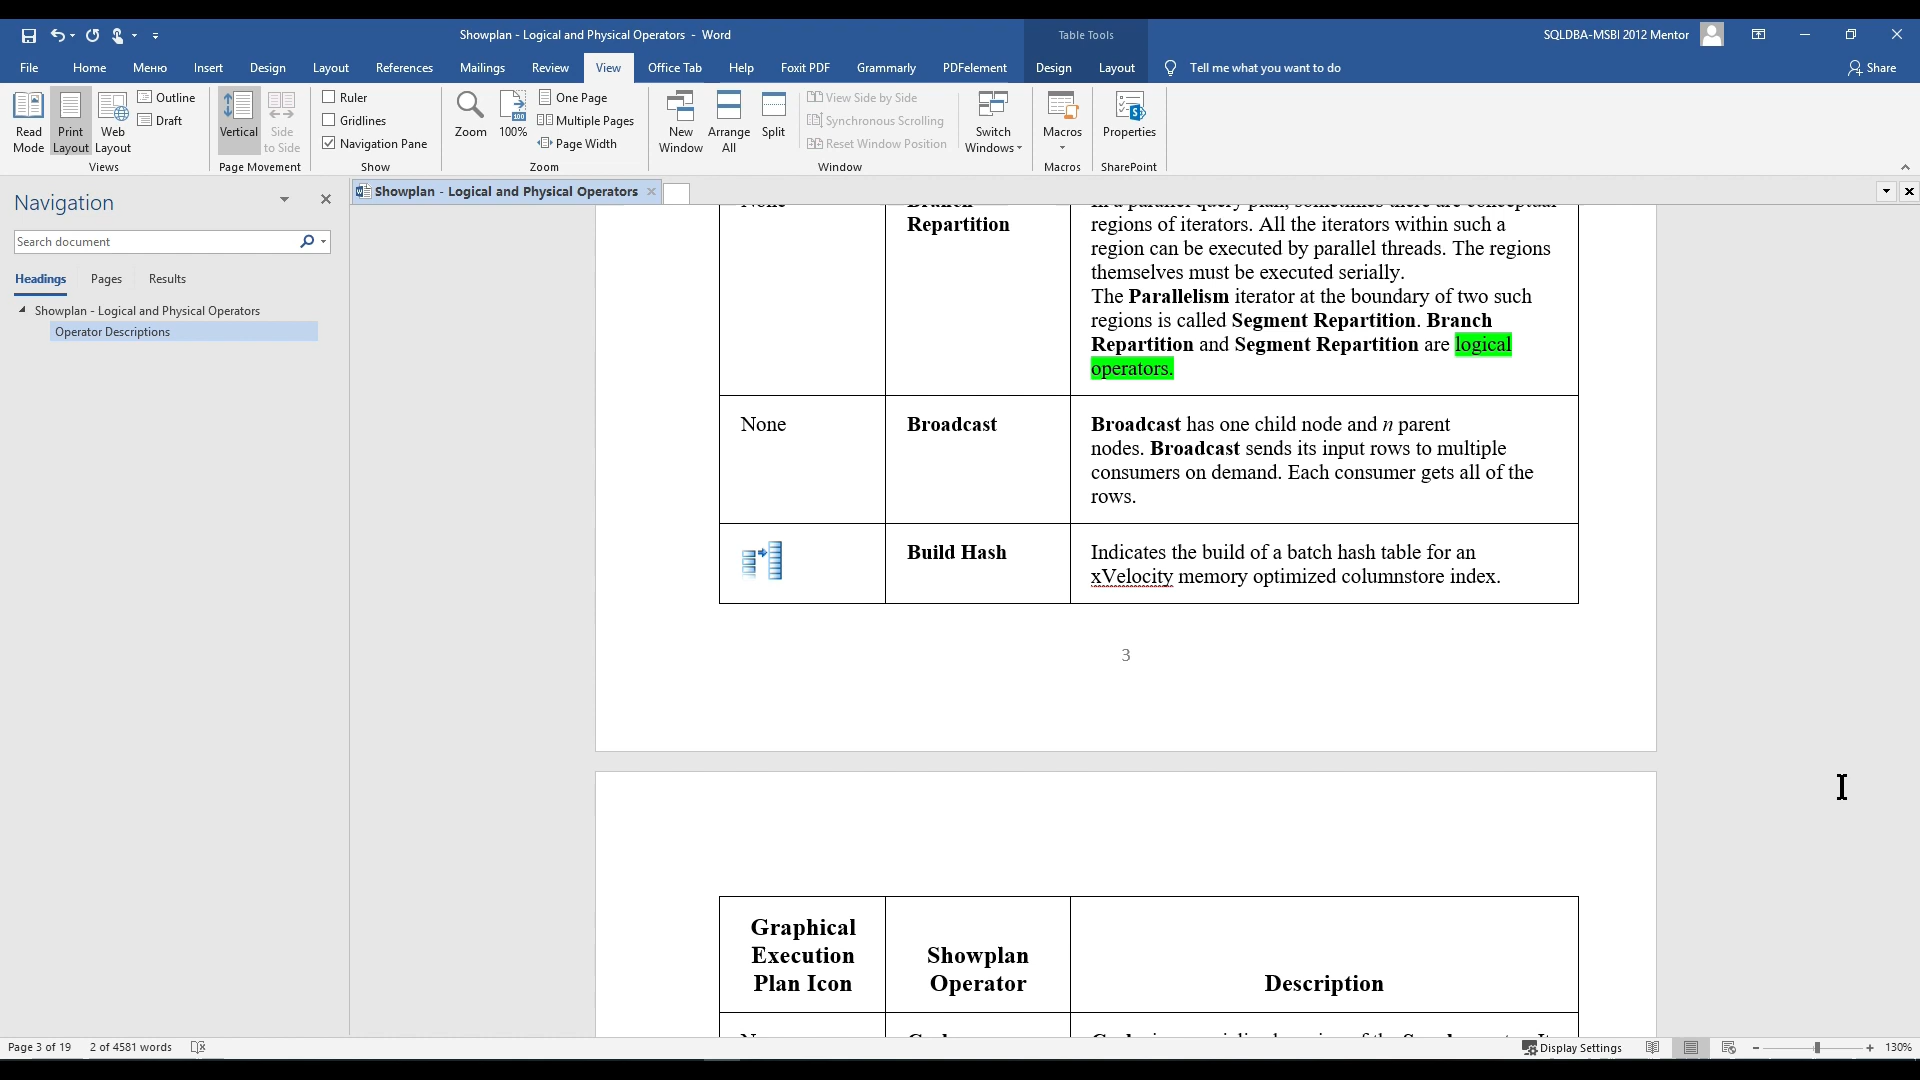 Showplan - Logical and Physical Operators - Word
Table Tools
SQLDBA-MSBI 2012 Mentor
File Home Меню Insert Design Layout References Mailings Review View Office Tab Help Foxit PDF Grammarly PDFelement Design Layout Tell me what you want to do Share
Read Mode
Print Layout
Web Layout
Outline
Draft
Views
Vertical
Side to Side
Page Movement
Ruler
Gridlines
Navigation Pane
Show
Zoom
100
100%
One Page
Multiple Pages
Page Width
Zoom
New Window
Arrange All
Split
View Side by Side
Synchronous Scrolling
Reset Window Position
Window
Switch Windows
Macros
Macros
Properties
SharePoint
Navigation
Search document
Headings Pages Results
Showplan - Logical and Physical Operators
Operator Descriptions
Showplan - Logical and Physical Operators
None
Branch
Repartition
In a parallel query plan, sometimes there are conceptual
regions of iterators. All the iterators within such a
region can be executed by parallel threads. The regions
themselves must be executed serially.
The Parallelism iterator at the boundary of two such
regions is called Segment Repartition. Branch
Repartition and Segment Repartition are logical
operators.
None
Broadcast
Broadcast has one child node and n parent
nodes. Broadcast sends its input rows to multiple
consumers on demand. Each consumer gets all of the
rows.
Build Hash
Indicates the build of a batch hash table for an
xVelocity memory optimized columnstore index.
3
Graphical
Execution
Plan Icon
Showplan
Operator
Description
Page 3 of 19 2 of 4581 words
Display Settings
130%